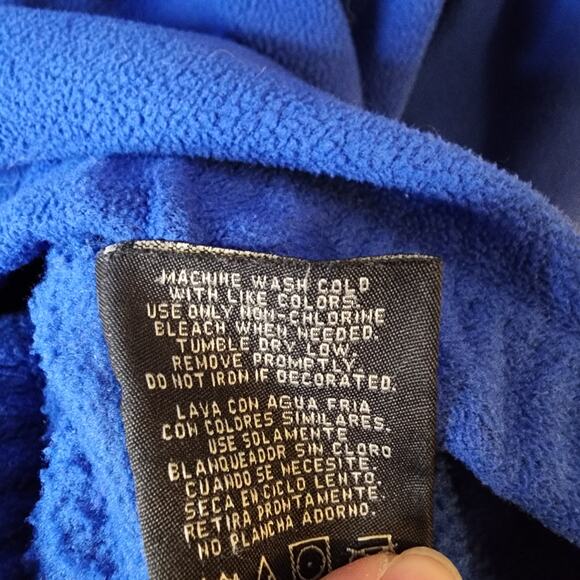 MACHINE WASH COLD
WITH LIKE COLORS.
USE ONLY NON-CHLORINE
BLEACH WHEN NEEDED.
TUMBLE DRY LOW.
REMOVE PROMPTLY.
DO NOT IRON IF DECORATED.
LAVA CON AGUA FRIA
CON COLORES SIMILARES.
USE SOLAMENTE
BLANQUEADOR SIN CLORO
CUANDO SE NECESITE.
SECA EN CICLO LENTO.
RETIRA PRONTAMENTE.
NO PLANCHA ADORNO.